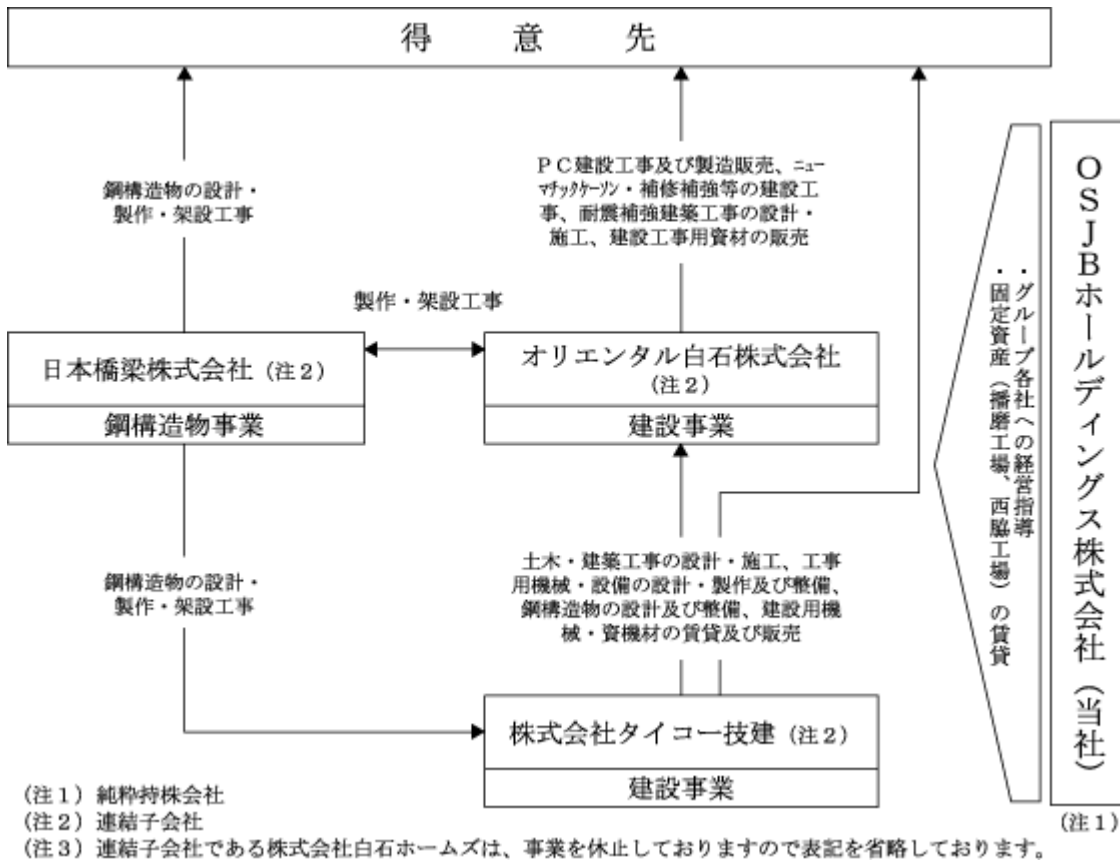 得意先
鋼構造物の設計・
製作・架設工事
ＰＣ建設工事及び製造販売、ﾆｭｰ
ﾏﾁｯｸｹｰｿﾝ・補修補強等の建設工
事、耐震補強建築工事の設計・
施工、建設工事用資材の販売
製作・架設工事
日本橋梁株式会社（注２）
鋼構造物事業
オリエンタル白石株式会社
（注２）
建設事業
鋼構造物の設計・
製作・架設工事
土木・建築工事の設計・施工、工事
用機械・設備の設計・製作及び整備、
鋼構造物の設計及び整備、建設用機
械・資機材の賃貸及び販売
株式会社タイコー技建（注２）
建設事業
・グループ各社への経営指導
・固定資産（播磨工場、西脇工場）の賃貸
ＯＳＪＢホールディングス株式会社（当社）
（注１）
（注１）純粋持株会社
（注２）連結子会社
（注３）連結子会社である株式会社白石ホームズは、事業を休止しておりますので表記を省略しております。